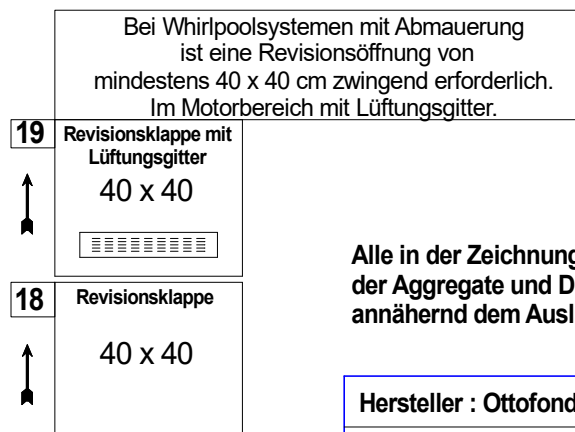 Bei Whirlpoolsystemen mit Abmauerung
ist eine Revisionsöffnung von
mindestens 40 x 40 cm zwingend erforderlich.
Im Motorbereich mit Lüftungsgitter.
19
Revisionsklappe mit
Lüftungsgitter
40 x 40
Alle in der Zeichnung
der Aggregate und D
annähernd dem Ausl
18
Revisionsklappe
40 x 40
Hersteller : Ottofond